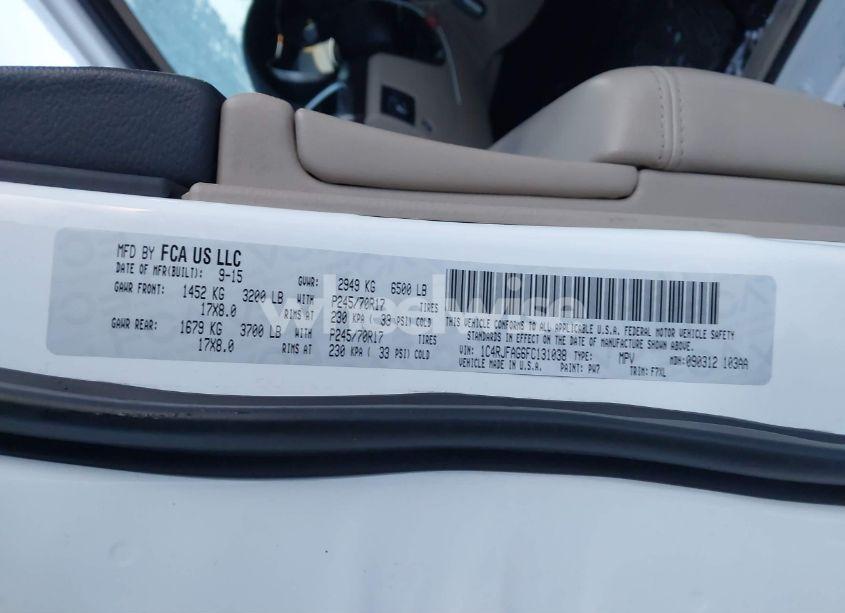 MFD BY FCA US LLC
DATE OF MFR(BUILT): 9-15 GVWR: 2949 KG 6500 LB
GAWR FRONT: 1452 KG 3200 LB WITH P245/70R17 TIRES
17X8.0 RIMS AT 230 KPA ( 33 PSI) COLD
GAWR REAR: 1679 KG 3700 LB WITH P245/70R17 TIRES
17X8.0 RIMS AT 230 KPA ( 33 PSI) COLD
THIS VEHICLE CONFORMS TO ALL APPLICABLE U.S.A. FEDERAL MOTOR VEHICLE SAFETY
STANDARDS IN EFFECT ON THE DATE OF MANUFACTURE SHOWN ABOVE.
VIN: 1C4RJFAG6FC131038 TYPE: MPV MDH:090312 103AA
VEHICLE MADE IN U.S.A. PAINT: PW7 TRIM: F7XL